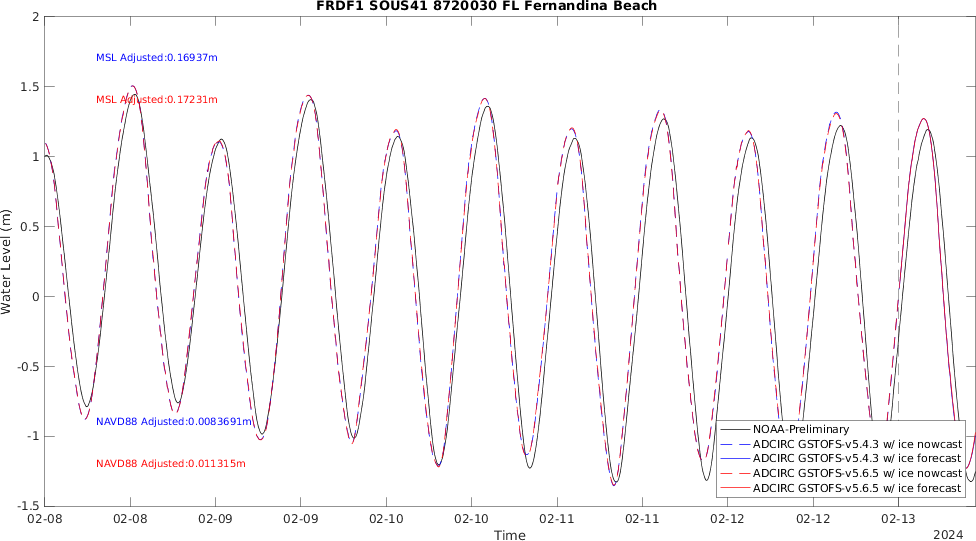 FRDF1 SOUS41 8720030 FL Fernandina Beach
2
1.5
1
0.5
0
-0.5
-1
-1.5
Water Level (m)
MSL Adjusted:0.16937m
MSL Adjusted:0.17231m
NAVD88 Adjusted:0.0083691m
NAVD88 Adjusted:0.011315m
NOAA-Preliminary
ADCIRC GSTOFS-v5.4.3 w/ ice nowcast
ADCIRC GSTOFS-v5.4.3 w/ ice forecast
ADCIRC GSTOFS-v5.6.5 w/ ice nowcast
ADCIRC GSTOFS-v5.6.5 w/ ice forecast
02-08 02-08 02-09 02-09 02-10 02-10 02-11 02-11 02-12 02-12 02-13
Time
2024